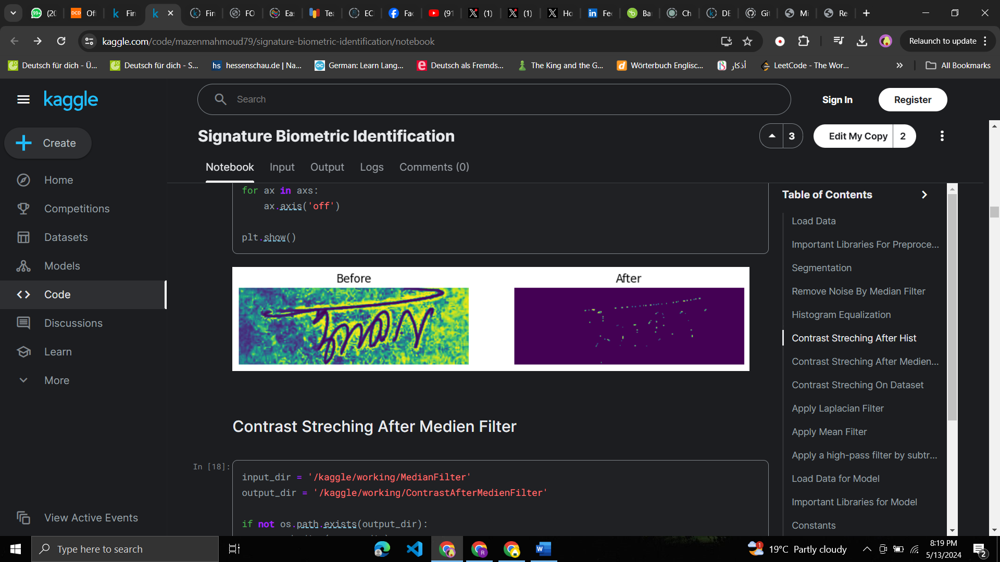 (20
Of
Fin
Fin
FO
Eas
Tea
EC
Fac
(91
(1)
(1)
Ho
Fee
Ba
Ch
DE
Git
Mi
Re
kaggle.com/code/mazenmahmoud79/signature-biometric-identification/notebook
Relaunch to update
Deutsch für dich - Ü...
Deutsch für dich - S...
hs hessenschau.de | Na...
German: Learn Lang...
Deutsch als Fremds...
The King and the G...
Wörterbuch Englisc...
أذكار
LeetCode - The Wor...
All Bookmarks
kaggle
Search
Sign In
Register
Create
Home
Competitions
Datasets
Models
Code
Discussions
Learn
More
View Active Events
Signature Biometric Identification
3
Edit My Copy
2
Notebook
Input
Output
Logs
Comments (0)
for ax in axs:
ax.axis('off')
plt.show()
Before
After
Contrast Streching After Medien Filter
In [18]:
input_dir = '/kaggle/working/MedianFilter'
output_dir = '/kaggle/working/ContrastAfterMedienFilter'
if not os.path.exists(output_dir):
Table of Contents
Load Data
Important Libraries For Preproce...
Segmentation
Remove Noise By Median Filter
Histogram Equalization
Contrast Streching After Hist
Contrast Streching After Medien...
Contrast Streching On Dataset
Apply Laplacian Filter
Apply Mean Filter
Apply a high-pass filter by subtr...
Load Data for Model
Important Libraries for Model
Constants
Type here to search
19°C Partly cloudy
8:19 PM
5/13/2024
2